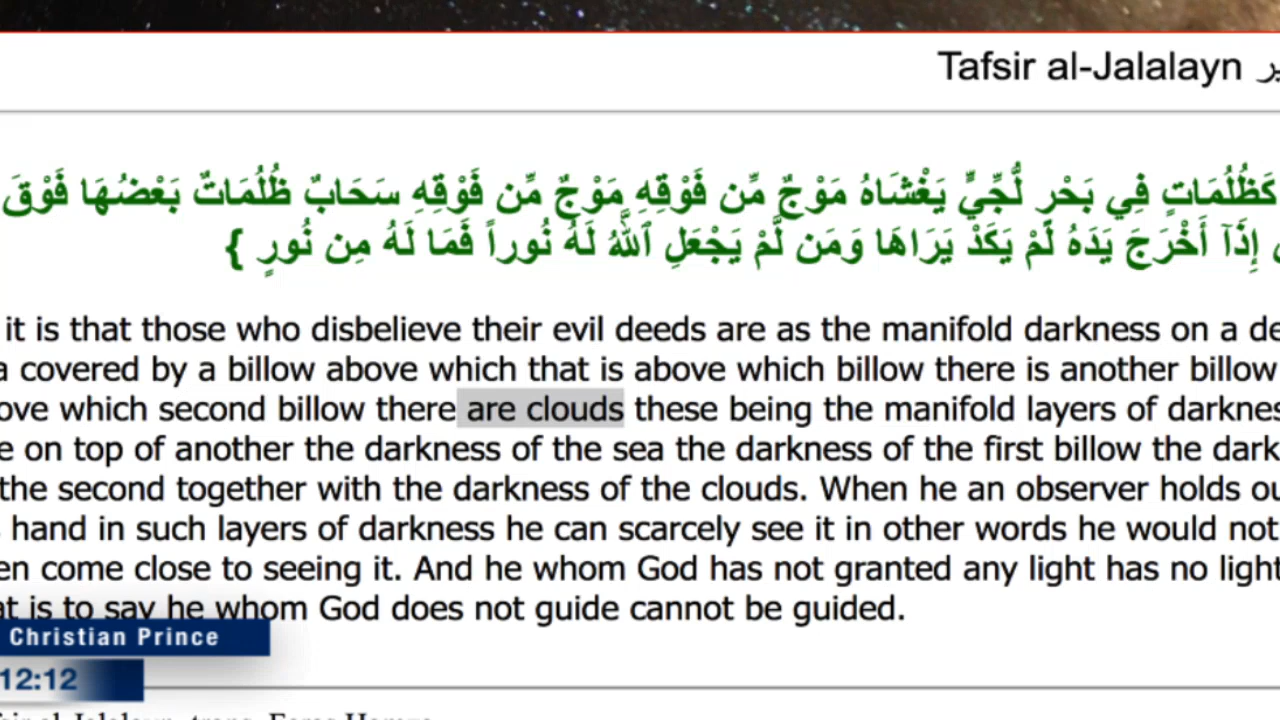 Tafsir al-Jalalayn
كَظُلُمَاتٍ فِي بَحْرٍ لُّجِّيٍّ يَغْشَاهُ مَوْجٌ مِّن فَوْقِهِ مَوْجٌ مِّن فَوْقِهِ سَحَابٌ ظُلُمَاتٌ بَعْضُهَا فَوْقَ
إِذَآ أَخْرَجَ يَدَهُ لَمْ يَكَدْ يَرَاهَا وَمَن لَّمْ يَجْعَلِ ٱللَّهُ لَهُ نُوراً فَمَا لَهُ مِن نُورٍ }
it is that those who disbelieve their evil deeds are as the manifold darkness on a de
a covered by a billow above which that is above which billow there is another billow
ove which second billow there are clouds these being the manifold layers of darknes
e on top of another the darkness of the sea the darkness of the first billow the dark
the second together with the darkness of the clouds. When he an observer holds ou
hand in such layers of darkness he can scarcely see it in other words he would not
en come close to seeing it. And he whom God has not granted any light has no light
at is to say he whom God does not guide cannot be guided.
Christian Prince
12:12